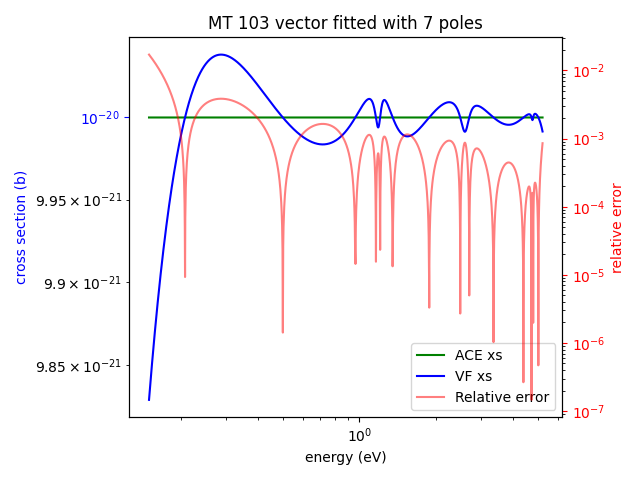 MT 103 vector fitted with 7 poles
cross section (b)
10⁻²⁰
9.95 × 10⁻²¹
9.9 × 10⁻²¹
9.85 × 10⁻²¹
10⁻²
10⁻³
10⁻⁴
10⁻⁵
10⁻⁶
10⁻⁷
relative error
ACE xs
VF xs
Relative error
10⁰
energy (eV)